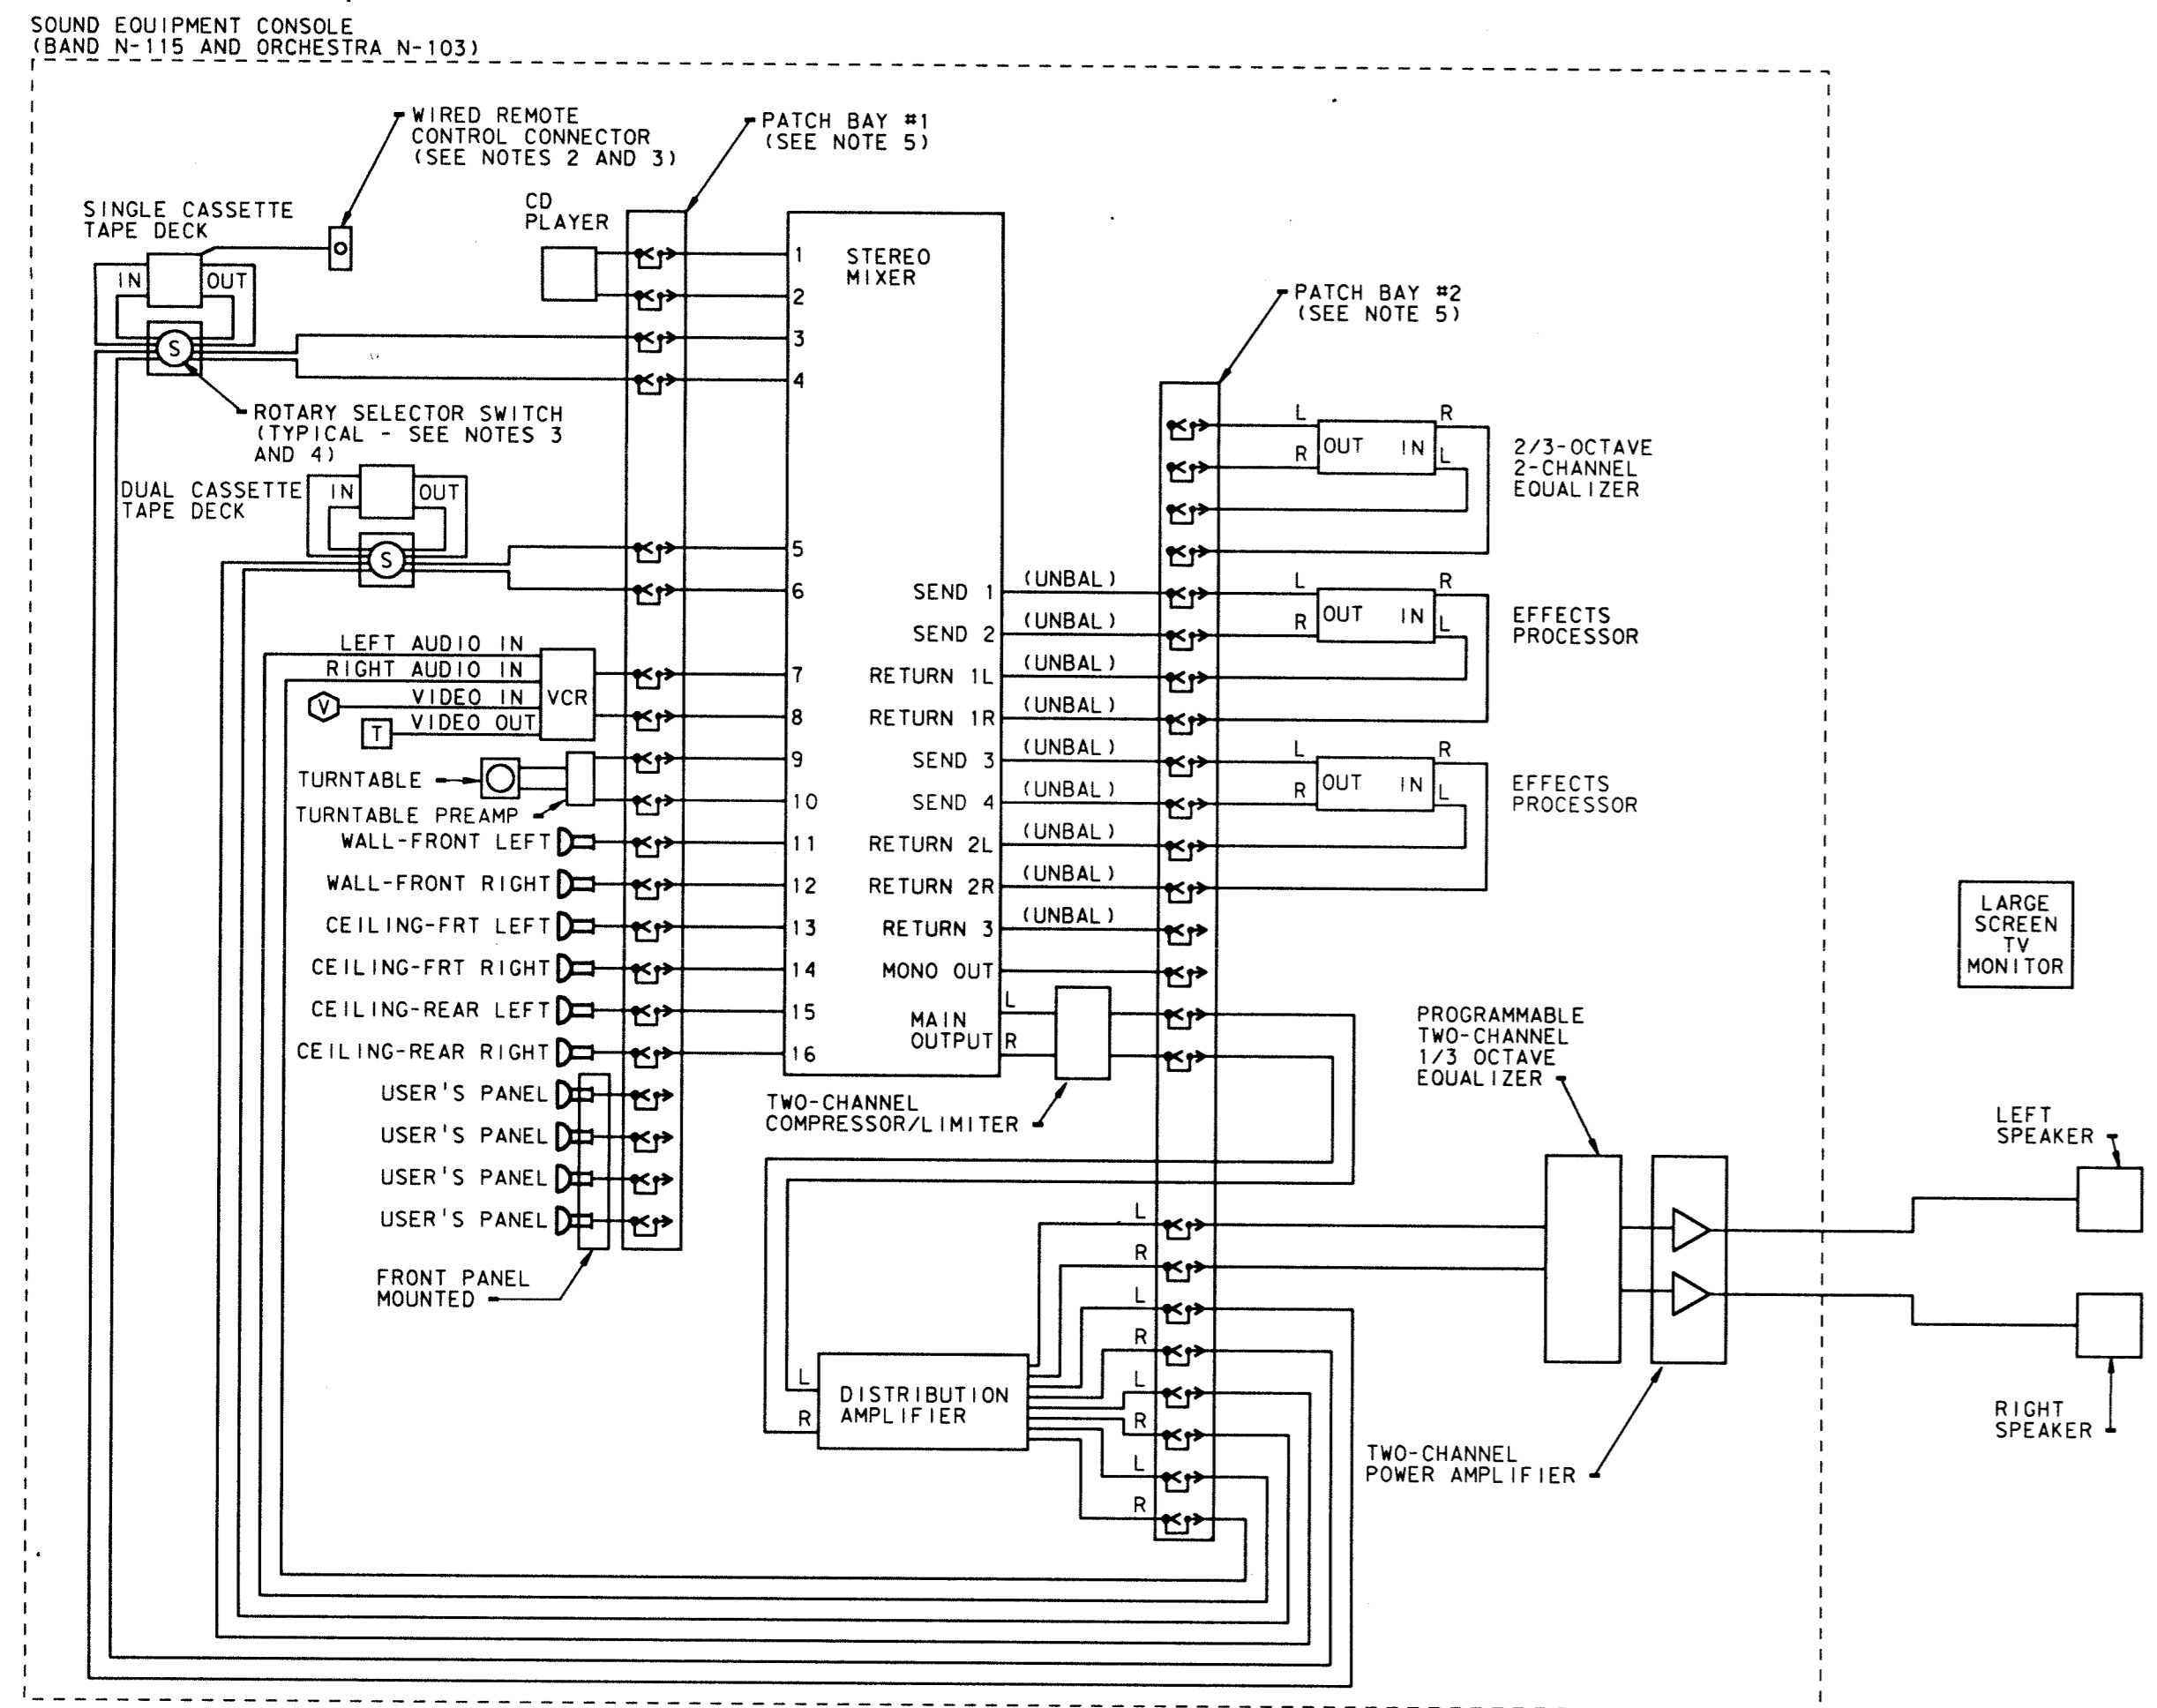 SOUND EQUIPMENT CONSOLE
(BAND N-115 AND ORCHESTRA N-103)
WIRED REMOTE
CONTROL CONNECTOR
(SEE NOTES 2 AND 3)
PATCH BAY #1
(SEE NOTE 5)
SINGLE CASSETTE
TAPE DECK
IN
OUT
S
CD
PLAYER
ROTARY SELECTOR SWITCH
(TYPICAL - SEE NOTES 3
AND 4)
DUAL CASSETTE
TAPE DECK
IN
OUT
S
LEFT AUDIO IN
RIGHT AUDIO IN
VIDEO IN
VIDEO OUT
V
T
VCR
TURNTABLE
TURNTABLE PREAMP
WALL-FRONT LEFT
WALL-FRONT RIGHT
CEILING-FRT LEFT
CEILING-FRT RIGHT
CEILING-REAR LEFT
CEILING-REAR RIGHT
USER'S PANEL
USER'S PANEL
USER'S PANEL
USER'S PANEL
FRONT PANEL
MOUNTED
STEREO
MIXER
1
2
3
4
5
6
7
8
9
10
11
12
13
14
15
16
SEND 1
SEND 2
RETURN 1L
RETURN 1R
SEND 3
SEND 4
RETURN 2L
RETURN 2R
RETURN 3
MONO OUT
MAIN
OUTPUT
L
R
(UNBAL)
(UNBAL)
(UNBAL)
(UNBAL)
(UNBAL)
(UNBAL)
(UNBAL)
(UNBAL)
(UNBAL)
TWO-CHANNEL
COMPRESSOR/LIMITER
PATCH BAY #2
(SEE NOTE 5)
L
R
OUT
IN
R
L
2/3-OCTAVE
2-CHANNEL
EQUALIZER
L
R
OUT
IN
R
L
EFFECTS
PROCESSOR
L
R
OUT
IN
R
L
EFFECTS
PROCESSOR
L
R
DISTRIBUTION
AMPLIFIER
L
R
L
R
L
R
L
R
PROGRAMMABLE
TWO-CHANNEL
1/3 OCTAVE
EQUALIZER
TWO-CHANNEL
POWER AMPLIFIER
LARGE
SCREEN
TV
MONITOR
LEFT
SPEAKER
RIGHT
SPEAKER